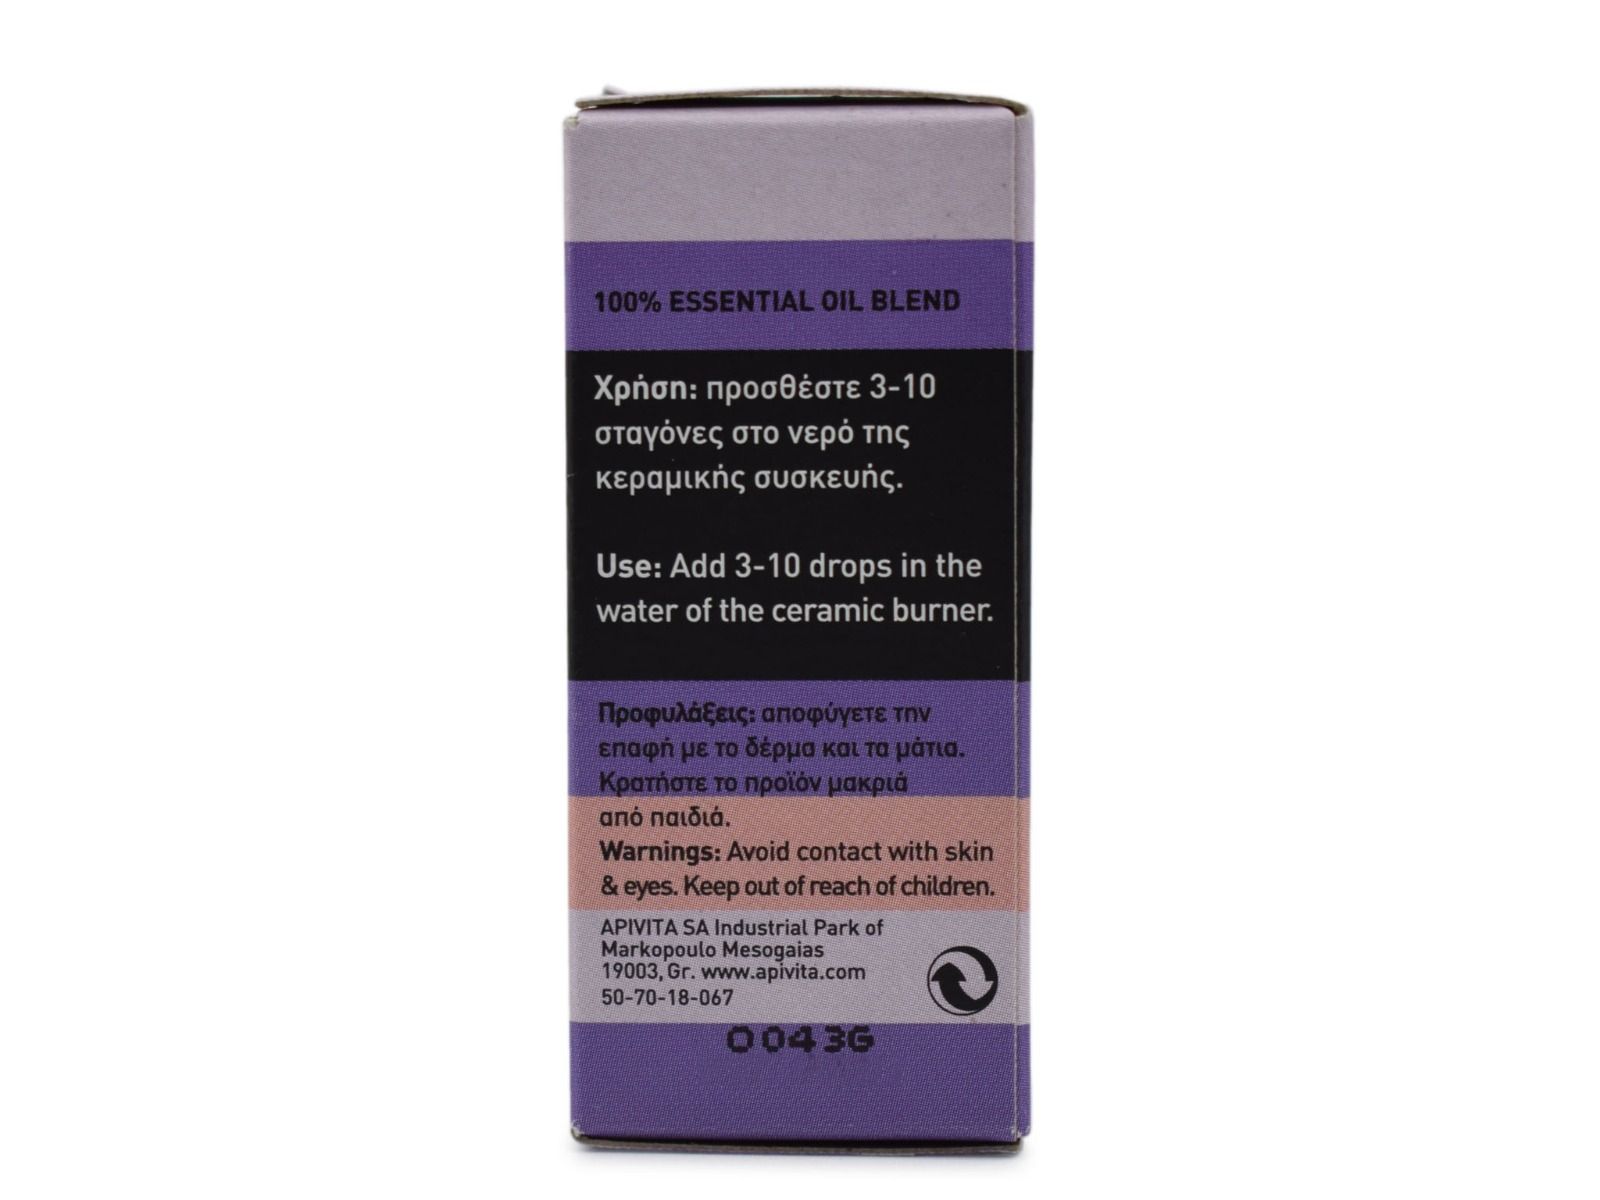 100% ESSENTIAL OIL BLEND
Χρήση: προσθέστε 3-10
σταγόνες στο νερό της
κεραμικής συσκευής.
Use: Add 3-10 drops in the
water of the ceramic burner.
Προφυλάξεις: αποφύγετε την
επαφή με το δέρμα και τα μάτια.
Κρατήστε το προϊόν μακριά
από παιδιά.
Warnings: Avoid contact with skin
& eyes. Keep out of reach of children.
APIVITA SA Industrial Park of
Markopoulo Mesogaias
19003, Gr. www.apivita.com
50-70-18-067
0043G